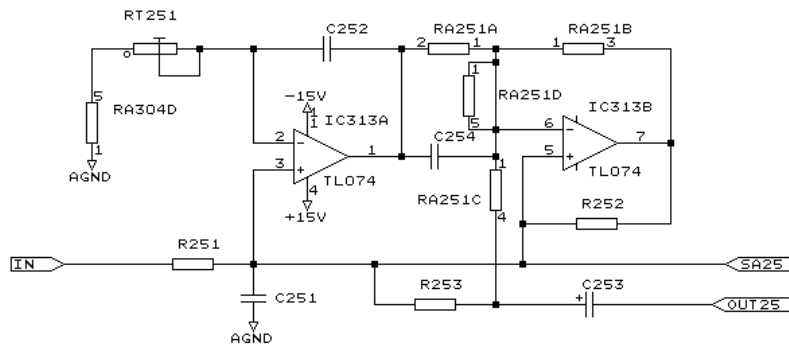 RT251
C252
RA251A
RA251B
2 1
1 3
RA304D
5
1
AGND
-15V
1
1
IC313A
2
3
1
4
TL074
+15V
1
RA251D
5
C254
IC313B
6
5
7
TL074
1
RA251C
4
R252
IN
R251
SA25
C251
AGND
R253
+
C253
OUT25